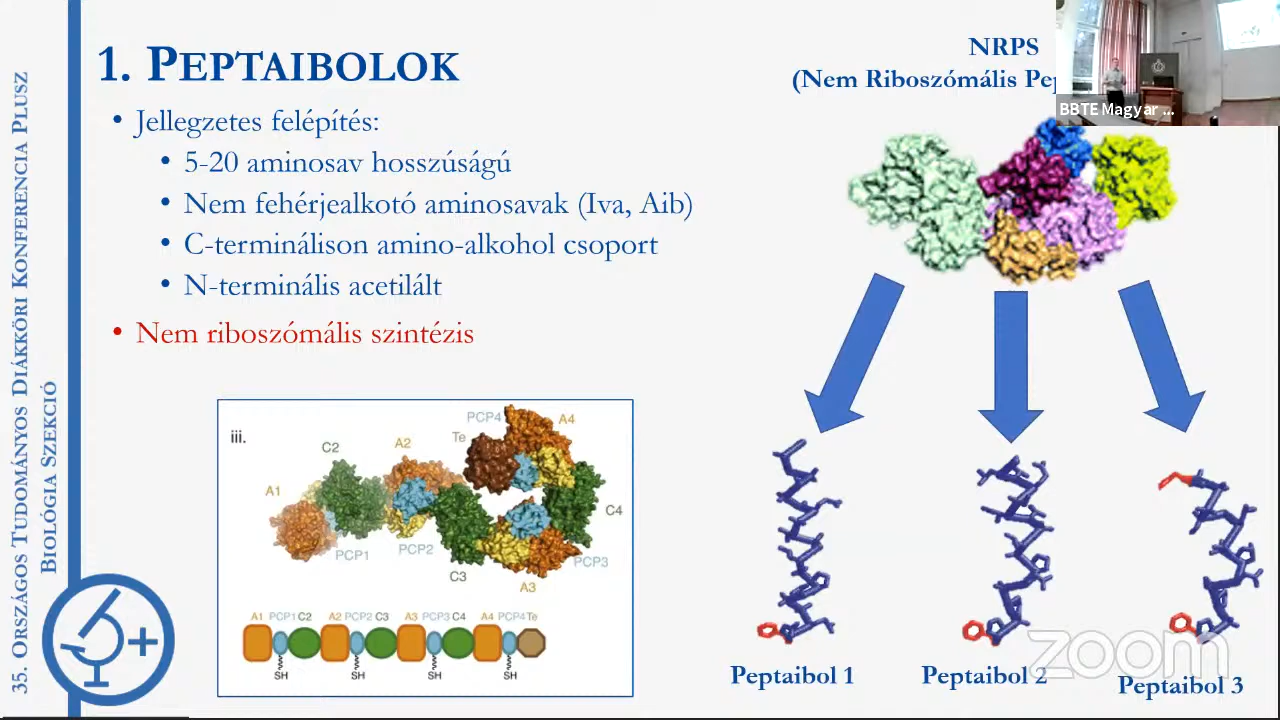 35. ORSZÁGOS TUDOMÁNYOS DIÁKKÖRI KONFERENCIA PLUSZ
BIOLÓGIA SZEKCIÓ
1. PEPTAIBOLOK
• Jellegzetes felépítés:
• 5-20 aminosav hosszúságú
• Nem fehérjealkotó aminosavak (Iva, Aib)
• C-terminálison amino-alkohol csoport
• N-terminális acetilált
• Nem riboszómális szintézis
NRPS
(Nem Riboszómális Pep
BBTE Magyar ...
iii.
A1
C2
PCP1
A2
PCP2
C3
Te
PCP4
A4
C4
PCP3
A3
A1 PCP1 C2 A2 PCP2 C3 A3 PCP3 C4 A4 PCP4 Te
SH SH SH SH
Peptaibol 1
Peptaibol 2
Peptaibol 3
zoom